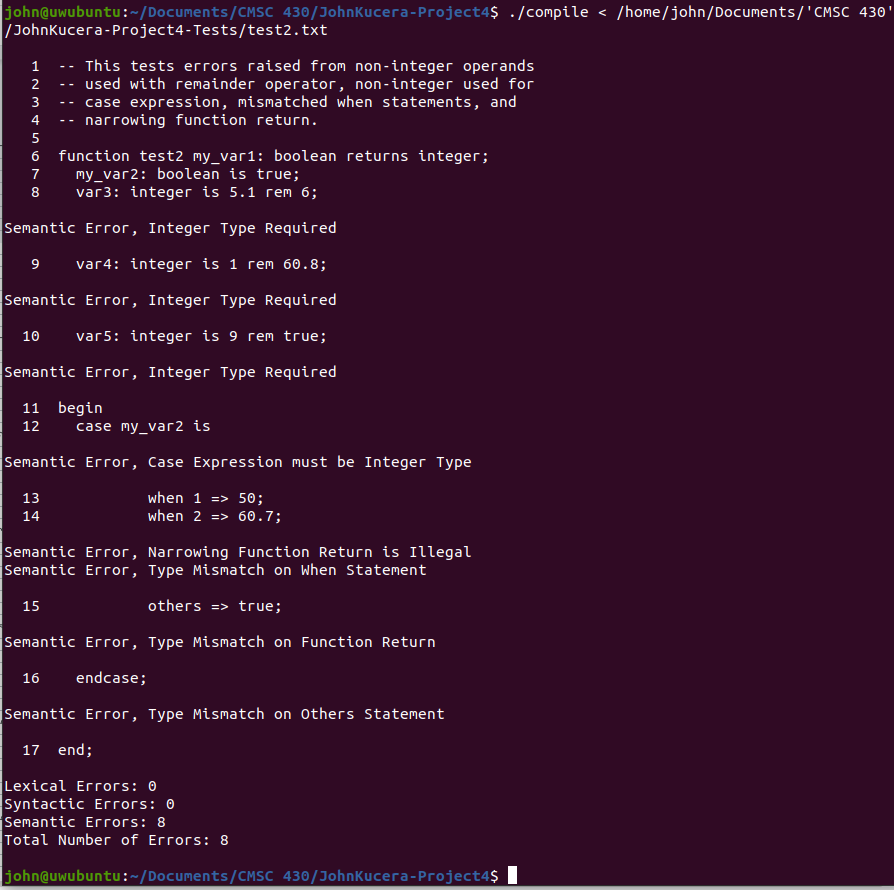 john@uwubuntu:~/Documents/CMSC 430/JohnKucera-Project4$ ./compile < /home/john/Documents/'CMSC 430'
/JohnKucera-Project4-Tests/test2.txt
1 -- This tests errors raised from non-integer operands
2 -- used with remainder operator, non-integer used for
3 -- case expression, mismatched when statements, and
4 -- narrowing function return.
5
6 function test2 my_var1: boolean returns integer;
7 my_var2: boolean is true;
8 var3: integer is 5.1 rem 6;
Semantic Error, Integer Type Required
9 var4: integer is 1 rem 60.8;
Semantic Error, Integer Type Required
10 var5: integer is 9 rem true;
Semantic Error, Integer Type Required
11 begin
12 case my_var2 is
Semantic Error, Case Expression must be Integer Type
13 when 1 => 50;
14 when 2 => 60.7;
Semantic Error, Narrowing Function Return is Illegal
Semantic Error, Type Mismatch on When Statement
15 others => true;
Semantic Error, Type Mismatch on Function Return
16 endcase;
Semantic Error, Type Mismatch on Others Statement
17 end;
Lexical Errors: 0
Syntactic Errors: 0
Semantic Errors: 8
Total Number of Errors: 8
john@uwubuntu:~/Documents/CMSC 430/JohnKucera-Project4$